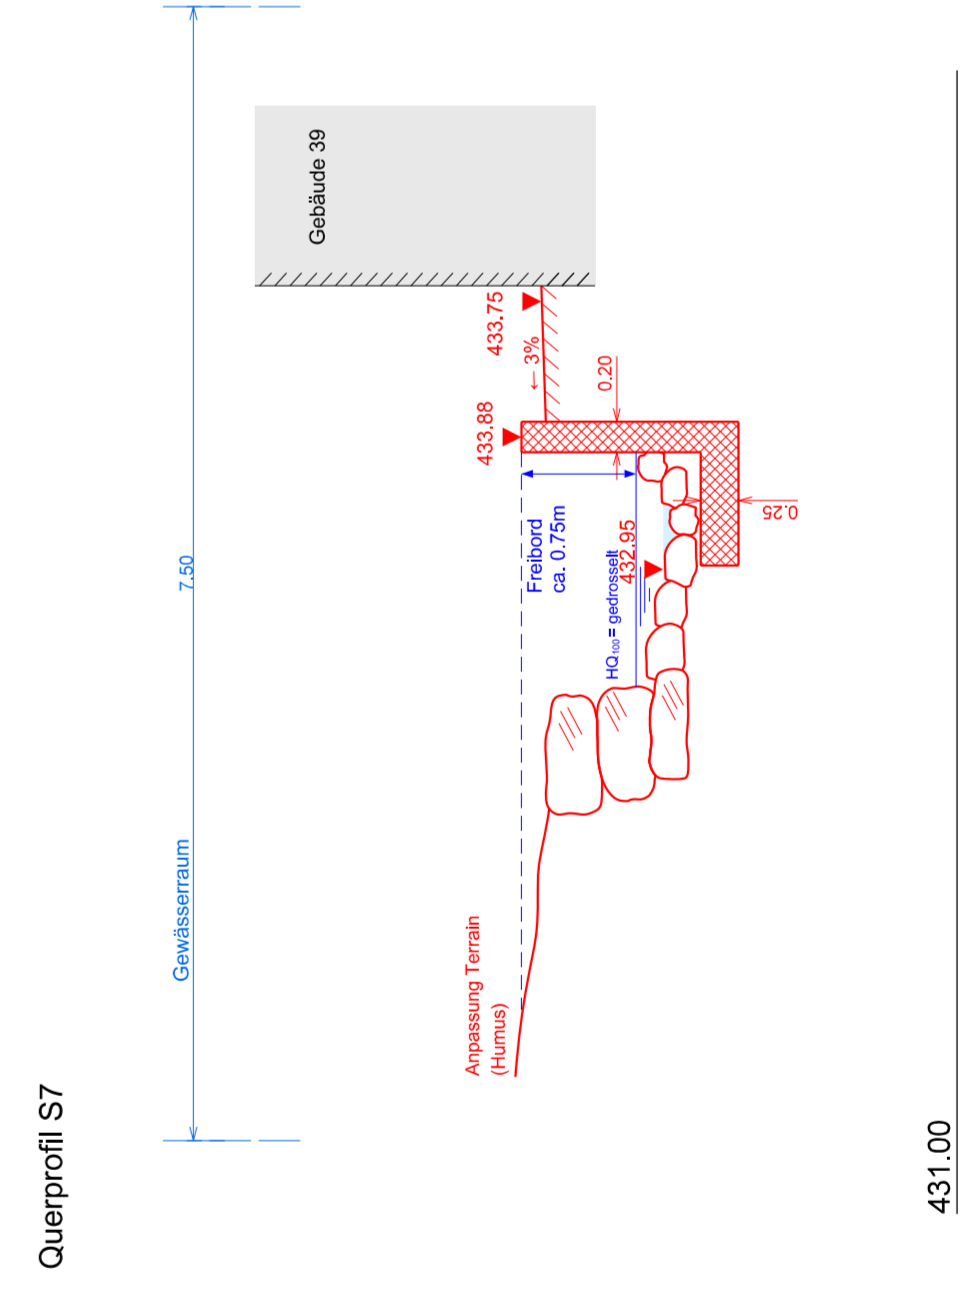 Querprofil S7
Gewässerraum
7.50
Gebäude 39
Anpassung Terrain
(Humus)
433.88
433.75
← 3%
Freibord
ca. 0.75m
HQ100= gedrosselt
432.95
0.20
0.25
431.00